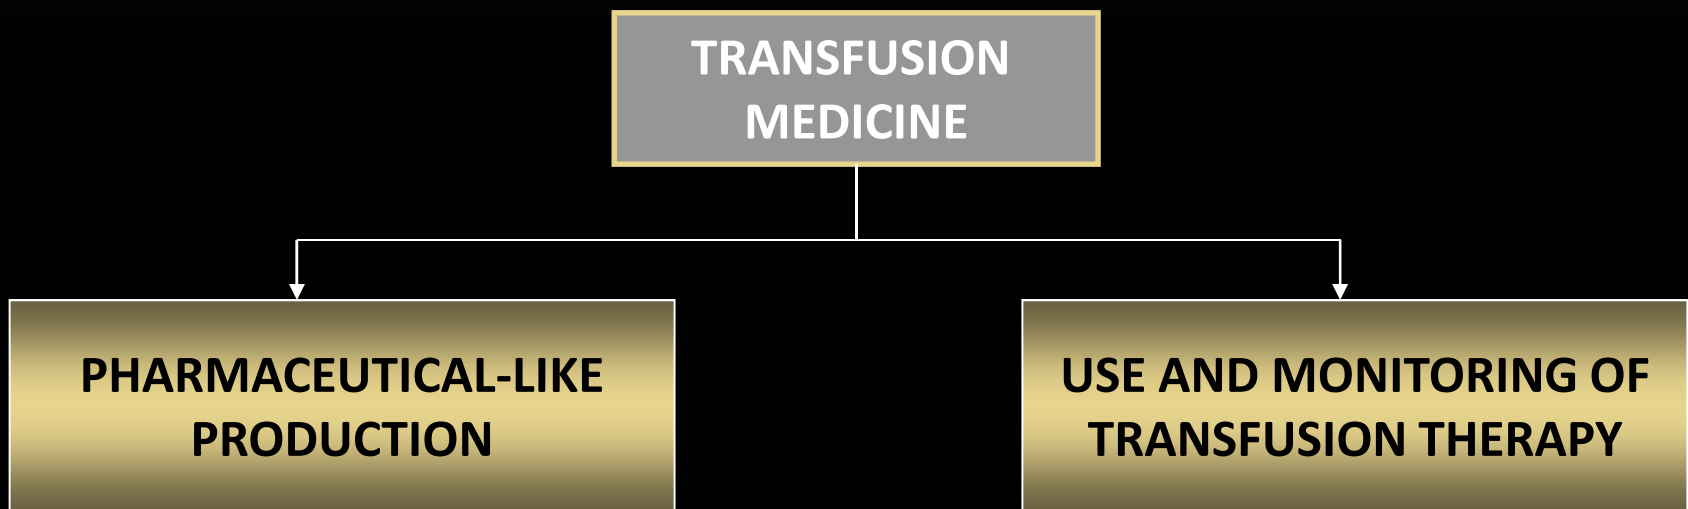 TRANSFUSION
MEDICINE
PHARMACEUTICAL-LIKE
PRODUCTION
USE AND MONITORING OF
TRANSFUSION THERAPY